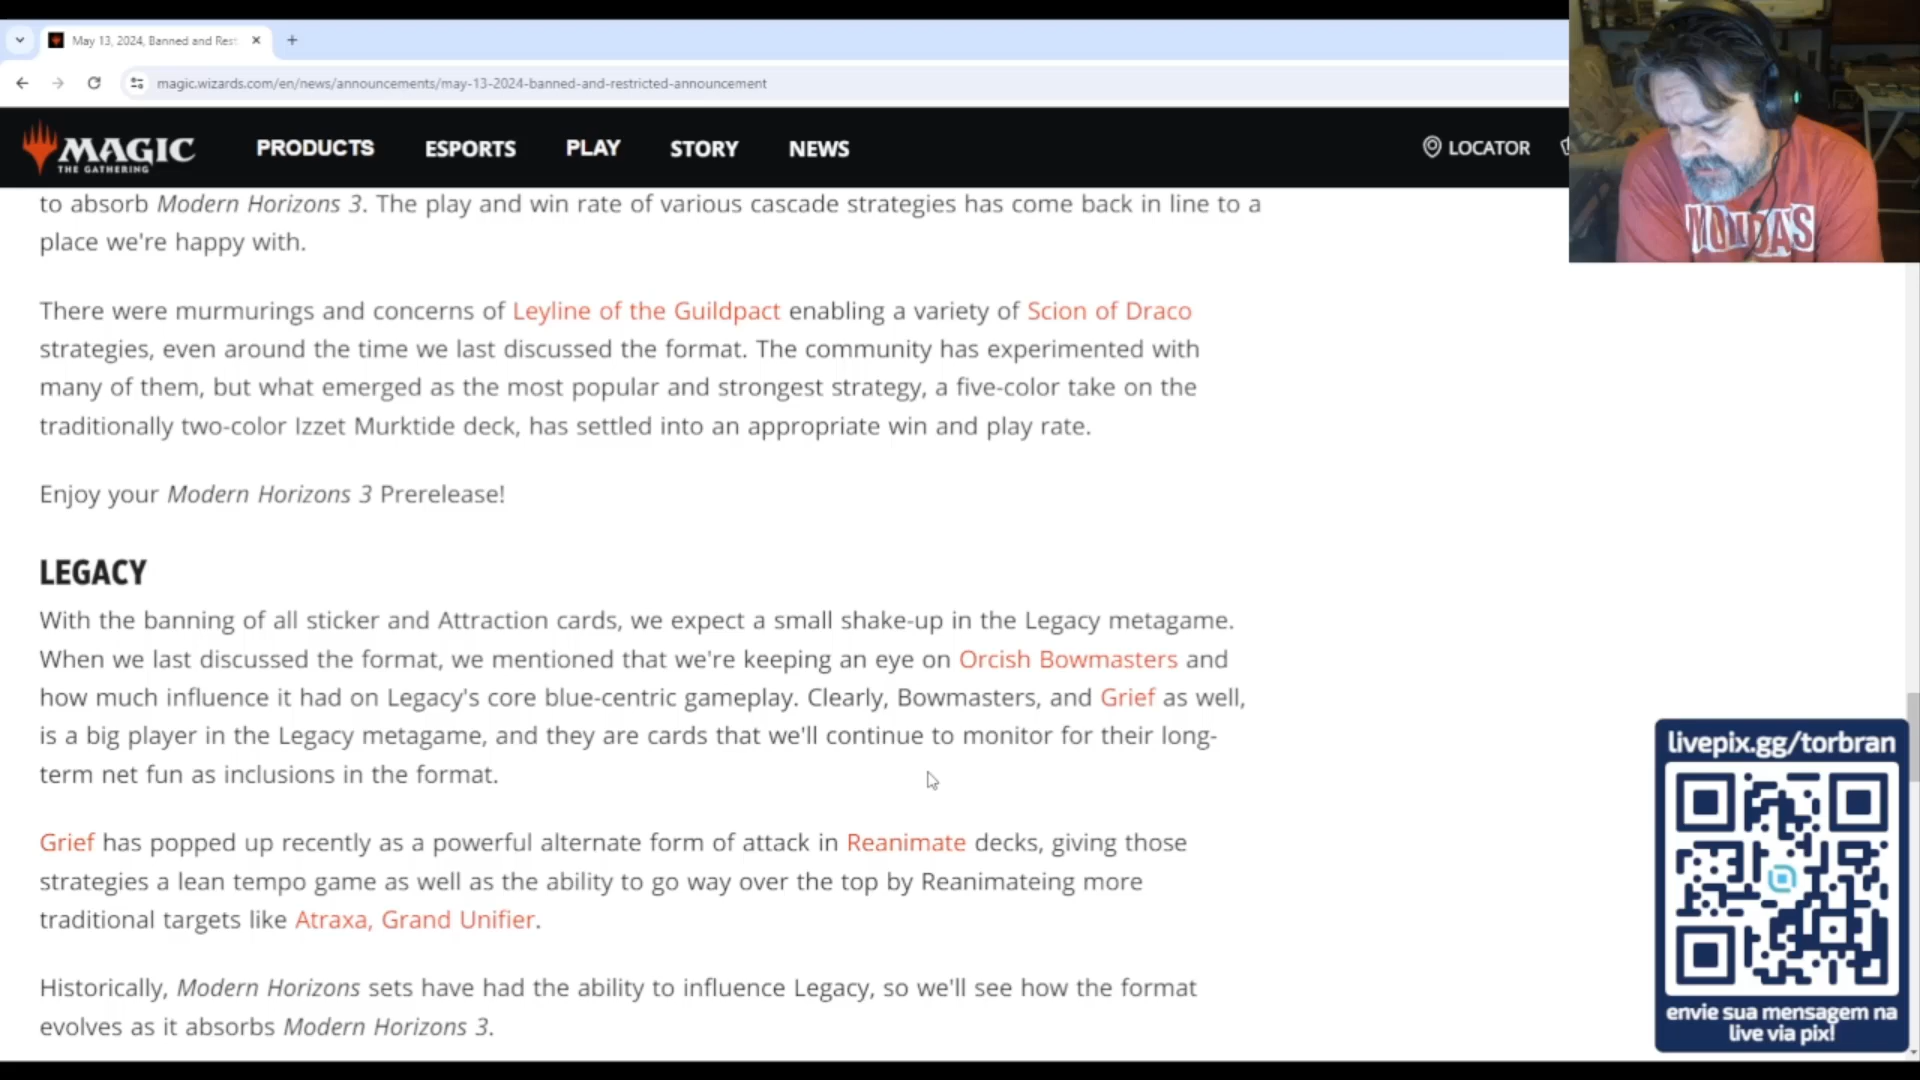 May 13, 2024, Banned and Rest
magic.wizards.com/en/news/announcements/may-13-2024-banned-and-restricted-announcement
MAGIC
THE GATHERING
PRODUCTS
ESPORTS
PLAY
STORY
NEWS
LOCATOR
to absorb Modern Horizons 3. The play and win rate of various cascade strategies has come back in line to a
place we're happy with.
There were murmurings and concerns of Leyline of the Guildpact enabling a variety of Scion of Draco
strategies, even around the time we last discussed the format. The community has experimented with
many of them, but what emerged as the most popular and strongest strategy, a five-color take on the
traditionally two-color Izzet Murktide deck, has settled into an appropriate win and play rate.
Enjoy your Modern Horizons 3 Prerelease!
LEGACY
With the banning of all sticker and Attraction cards, we expect a small shake-up in the Legacy metagame.
When we last discussed the format, we mentioned that we're keeping an eye on Orcish Bowmasters and
how much influence it had on Legacy's core blue-centric gameplay. Clearly, Bowmasters, and Grief as well,
is a big player in the Legacy metagame, and they are cards that we'll continue to monitor for their long-
term net fun as inclusions in the format.
Grief has popped up recently as a powerful alternate form of attack in Reanimate decks, giving those
strategies a lean tempo game as well as the ability to go way over the top by Reanimateing more
traditional targets like Atraxa, Grand Unifier.
Historically, Modern Horizons sets have had the ability to influence Legacy, so we'll see how the format
evolves as it absorbs Modern Horizons 3.
livepix.gg/torbran
envie sua mensagem na
live via pix!